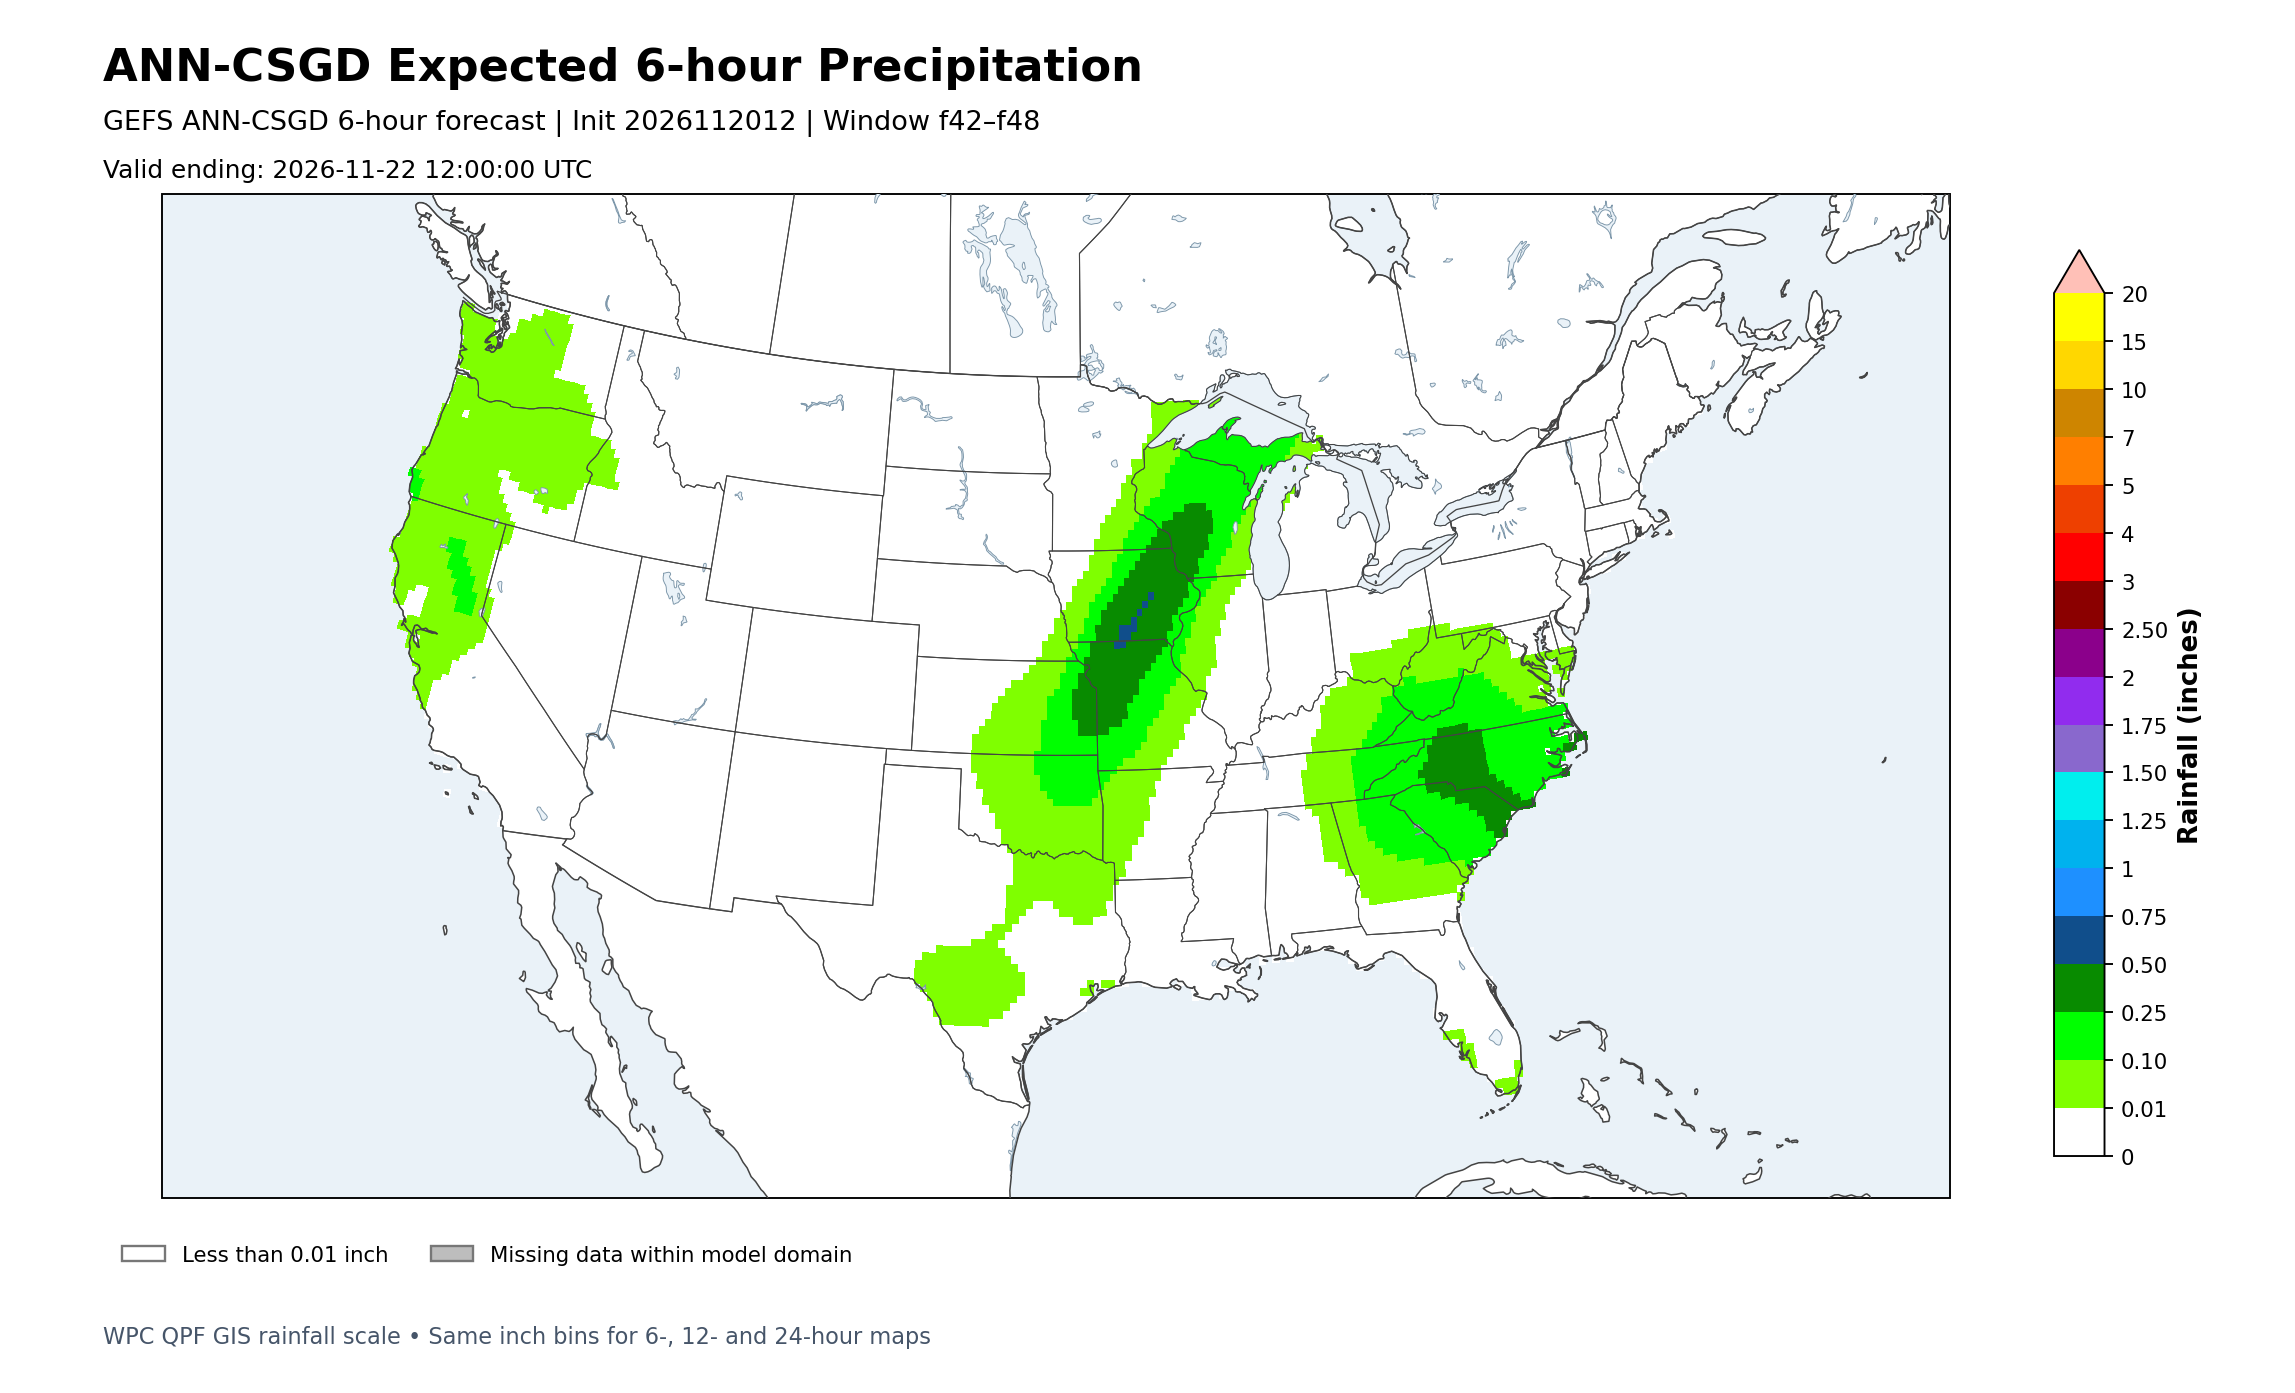 ANN-CSGD Expected 6-hour Precipitation
GEFS ANN-CSGD 6-hour forecast | Init 2026112012 | Window f42–f48
Valid ending: 2026-11-22 12:00:00 UTC
20
15
10
7
5
4
3
2.50
2
1.75
1.50
1.25
1
0.75
0.50
0.25
0.10
0.01
0
Rainfall (inches)
Less than 0.01 inch
Missing data within model domain
WPC QPF GIS rainfall scale • Same inch bins for 6-, 12- and 24-hour maps